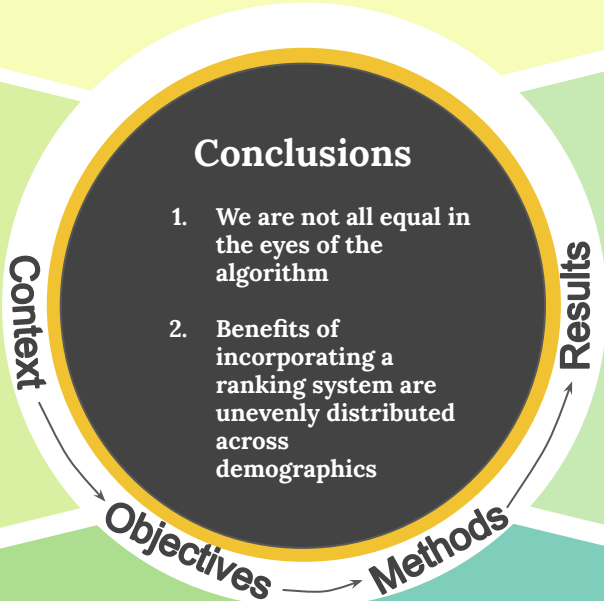 Conclusions
1. We are not all equal in
the eyes of the
algorithm
2. Benefits of
incorporating a
ranking system are
unevenly distributed
across
demographics
Context
Objectives
Methods
Results